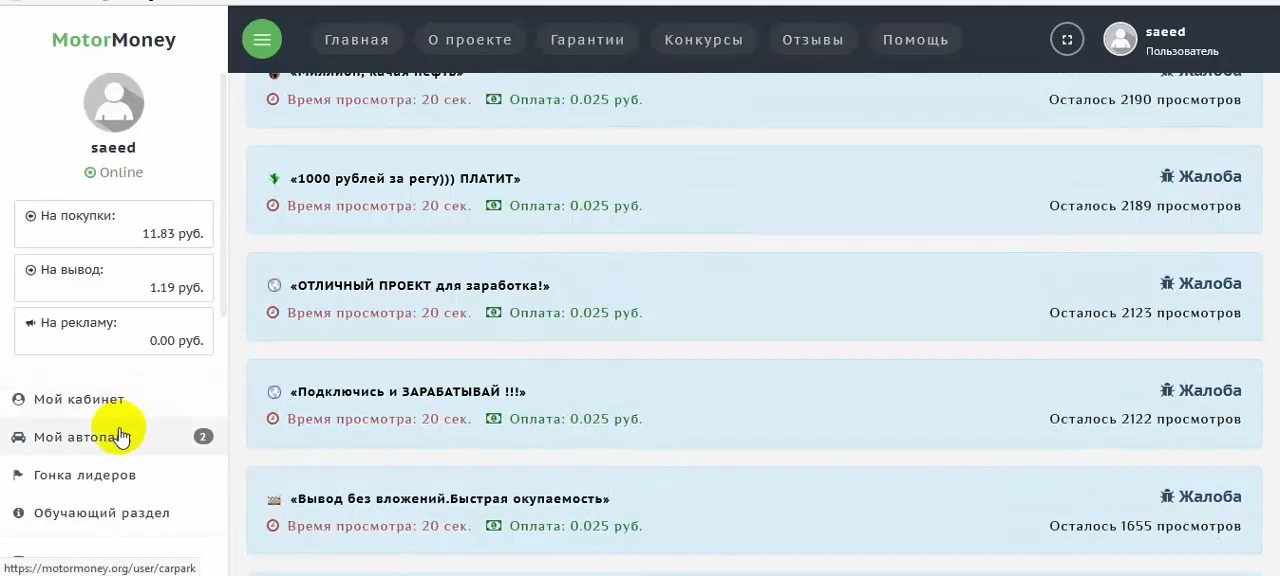 MotorMoney
saeed
Online
На покупки:
11.83 руб.
На вывод:
1.19 руб.
На рекламу:
0.00 руб.
Мой кабинет
Мой
2
Гонка лидеров
Обучающий раздел
https://motormoney.org/user/carpark
Главная О проекте Гарантии Конкурсы Отзывы Помощь
saeed
Пользователь
«Миллион, качая нефть» Жалоба
Время просмотра: 20 сек. Оплата: 0.025 руб. Осталось 2190 просмотров
«1000 рублей за регу))) ПЛАТИТ» Жалоба
Время просмотра: 20 сек. Оплата: 0.025 руб. Осталось 2189 просмотров
«ОТЛИЧНЫЙ ПРОЕКТ для заработка!» Жалоба
Время просмотра: 20 сек. Оплата: 0.025 руб. Осталось 2123 просмотров
«Подключись и ЗАРАБАТЫВАЙ !!!» Жалоба
Время просмотра: 20 сек. Оплата: 0.025 руб. Осталось 2122 просмотров
«Вывод без вложений.Быстрая окупаемость» Жалоба
Время просмотра: 20 сек. Оплата: 0.025 руб. Осталось 1655 просмотров